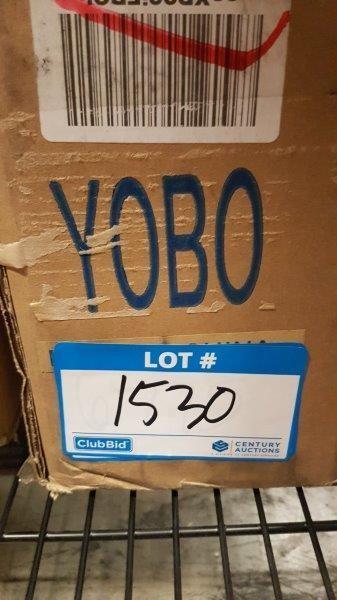 YOBO
LOT #
1530
ClubBid
CENTURY
AUCTIONS